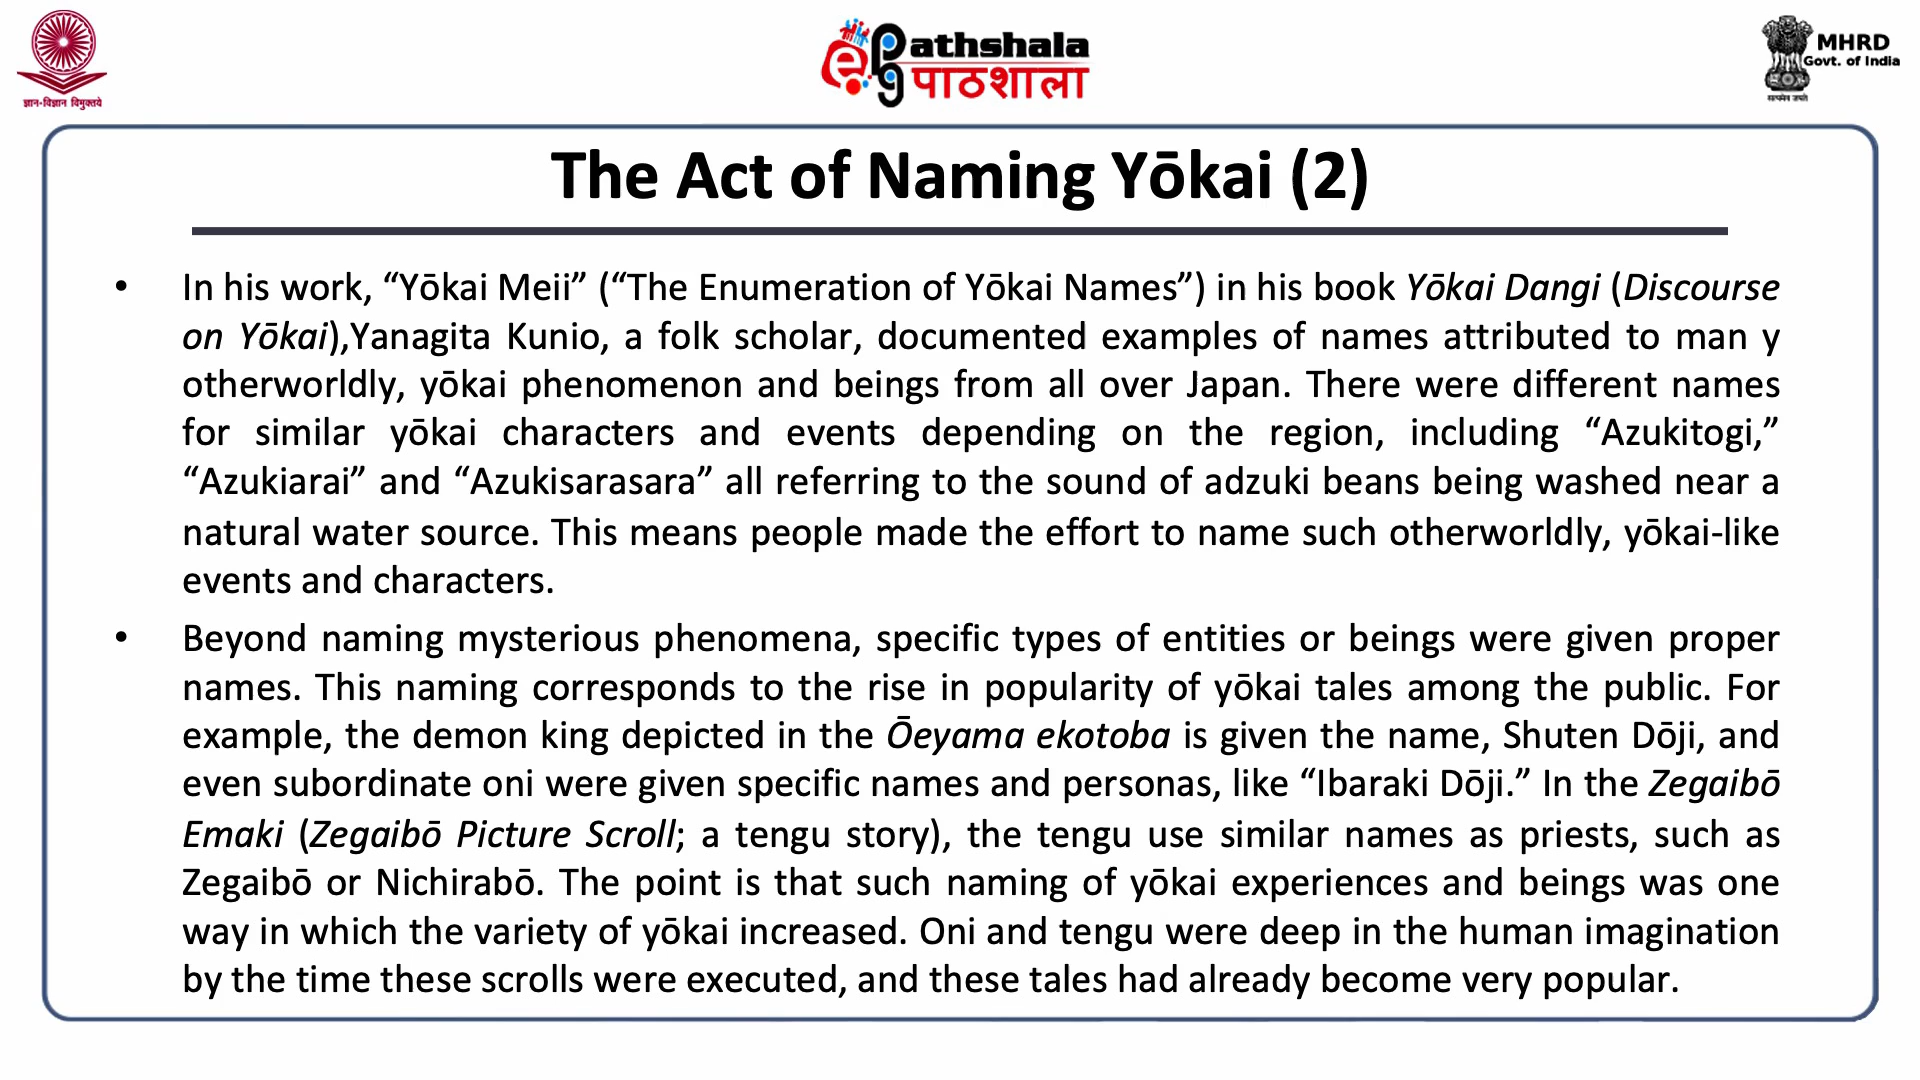 ज्ञान-विज्ञान विमुक्तये
ePathshala
पाठशाला
MHRD
Govt. of India
सत्यमेव जयते
The Act of Naming Yōkai (2)
• In his work, “Yōkai Meii” (“The Enumeration of Yōkai Names”) in his book Yōkai Dangi (Discourse
on Yōkai),Yanagita Kunio, a folk scholar, documented examples of names attributed to man y
otherworldly, yōkai phenomenon and beings from all over Japan. There were different names
for similar yōkai characters and events depending on the region, including “Azukitogi,”
“Azukiarai” and “Azukisarasara” all referring to the sound of adzuki beans being washed near a
natural water source. This means people made the effort to name such otherworldly, yōkai-like
events and characters.
• Beyond naming mysterious phenomena, specific types of entities or beings were given proper
names. This naming corresponds to the rise in popularity of yōkai tales among the public. For
example, the demon king depicted in the Ōeyama ekotoba is given the name, Shuten Dōji, and
even subordinate oni were given specific names and personas, like “Ibaraki Dōji.” In the Zegaibō
Emaki (Zegaibō Picture Scroll; a tengu story), the tengu use similar names as priests, such as
Zegaibō or Nichirabō. The point is that such naming of yōkai experiences and beings was one
way in which the variety of yōkai increased. Oni and tengu were deep in the human imagination
by the time these scrolls were executed, and these tales had already become very popular.